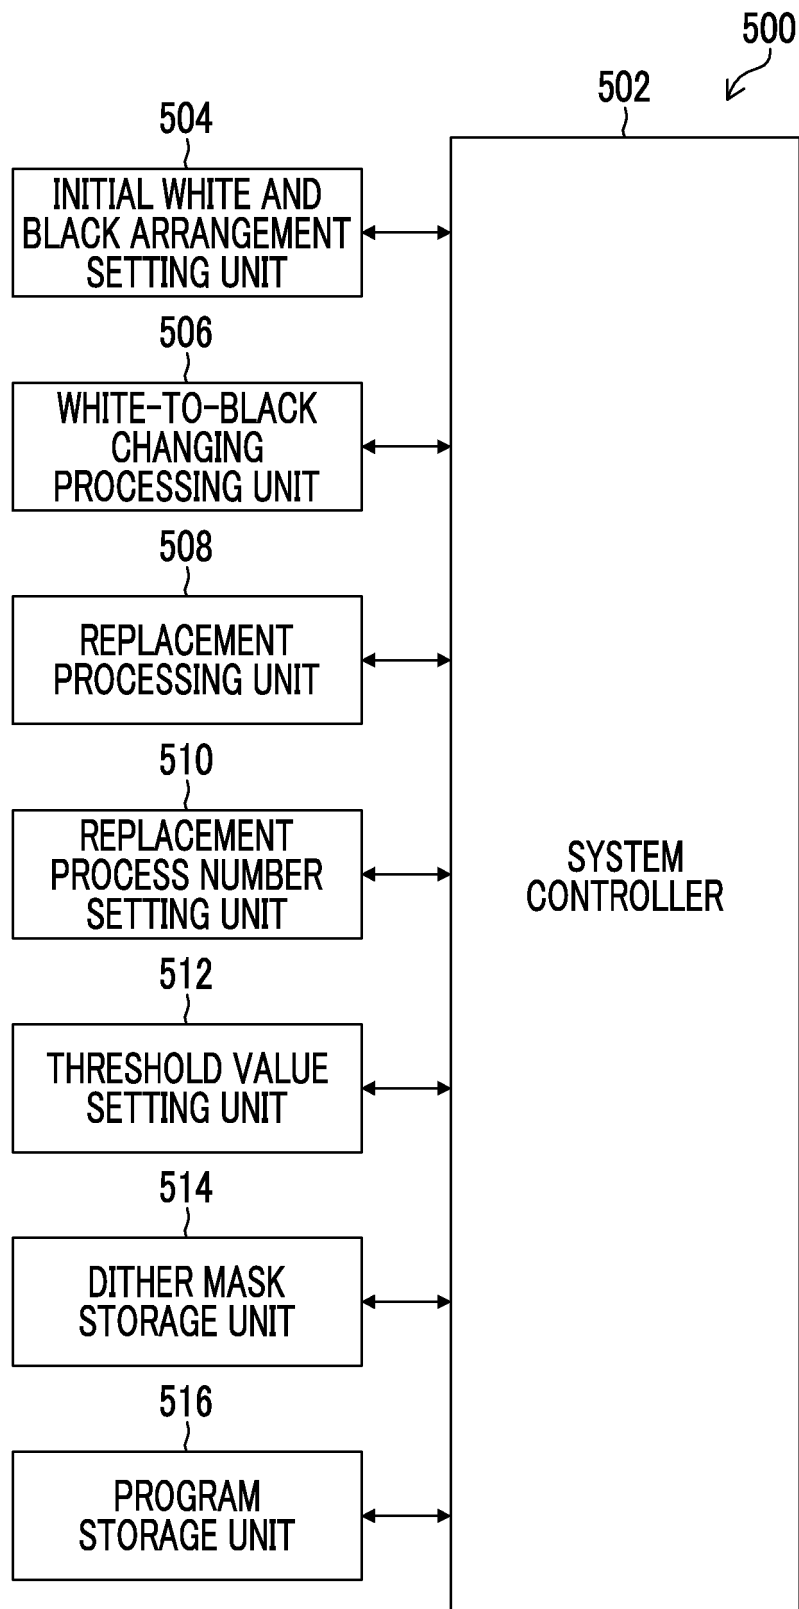 500
502
504
INITIAL WHITE AND
BLACK ARRANGEMENT
SETTING UNIT
506
WHITE-TO-BLACK
CHANGING
PROCESSING UNIT
508
REPLACEMENT
PROCESSING UNIT
510
REPLACEMENT
PROCESS NUMBER
SETTING UNIT
SYSTEM
CONTROLLER
512
THRESHOLD VALUE
SETTING UNIT
514
DITHER MASK
STORAGE UNIT
516
PROGRAM
STORAGE UNIT